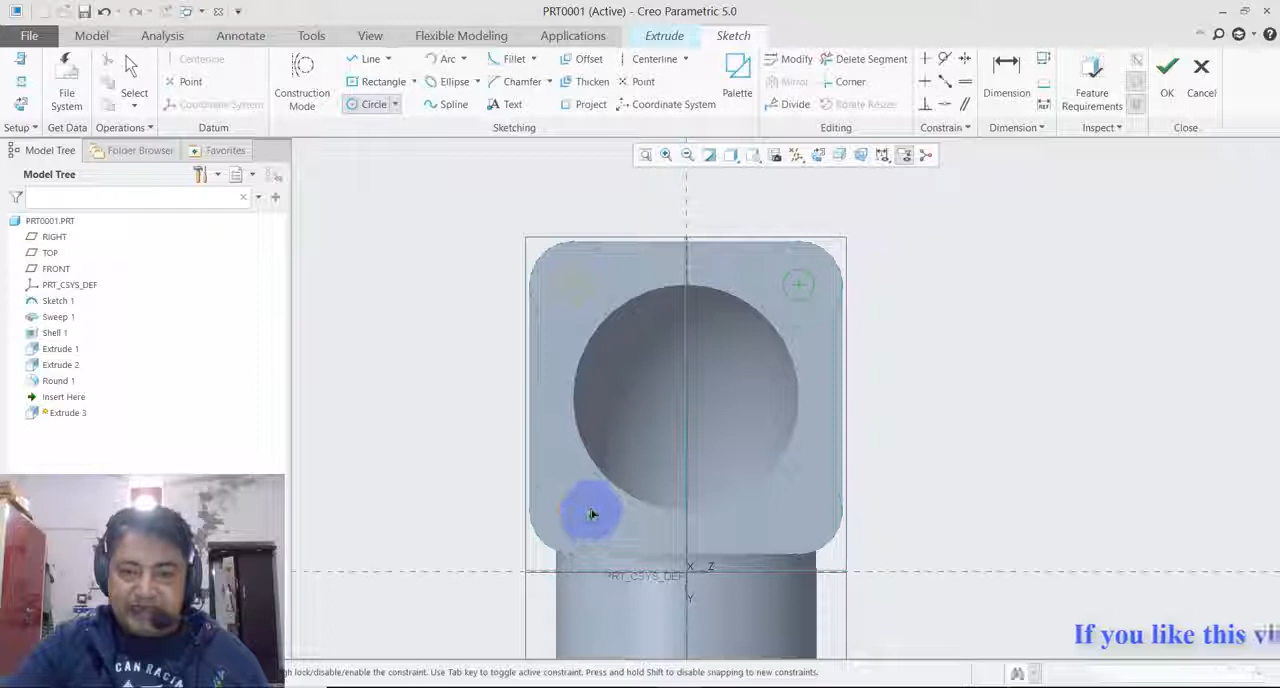 PRT0001 (Active) - Creo Parametric 5.0
File Model Analysis Annotate Tools View Flexible Modeling Applications Extrude Sketch
File System
Select
Centerline
Point
Coordinate System
Construction Mode
Line Arc Fillet Offset Centerline
Rectangle Ellipse Chamfer Thicken Point
Circle Spline Text Project Coordinate System
Palette
Modify Delete Segment
Mirror Corner
Divide Rotate Resize
Dimension
Feature Requirements
OK Cancel
Setup Get Data Operations Datum Sketching Editing Constrain Dimension Inspect Close
Model Tree Folder Browser Favorites
Model Tree
PRT0001.PRT
RIGHT
TOP
FRONT
PRT_CSYS_DEF
Sketch 1
Sweep 1
Shell 1
Extrude 1
Extrude 2
Round 1
Insert Here
Extrude 3
X Z
PRT_CSYS_DEF
Y
If you like this
CAN RACI
lock/disable/enable the constraint. Use Tab key to toggle active constraint. Press and hold Shift to disable snapping to new constraints.